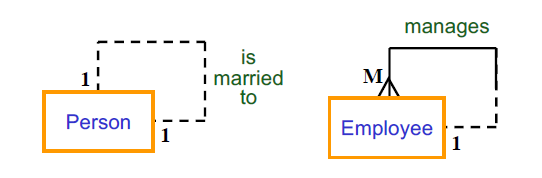 manages
is
married
to
1
M
Person
Employee
1
1